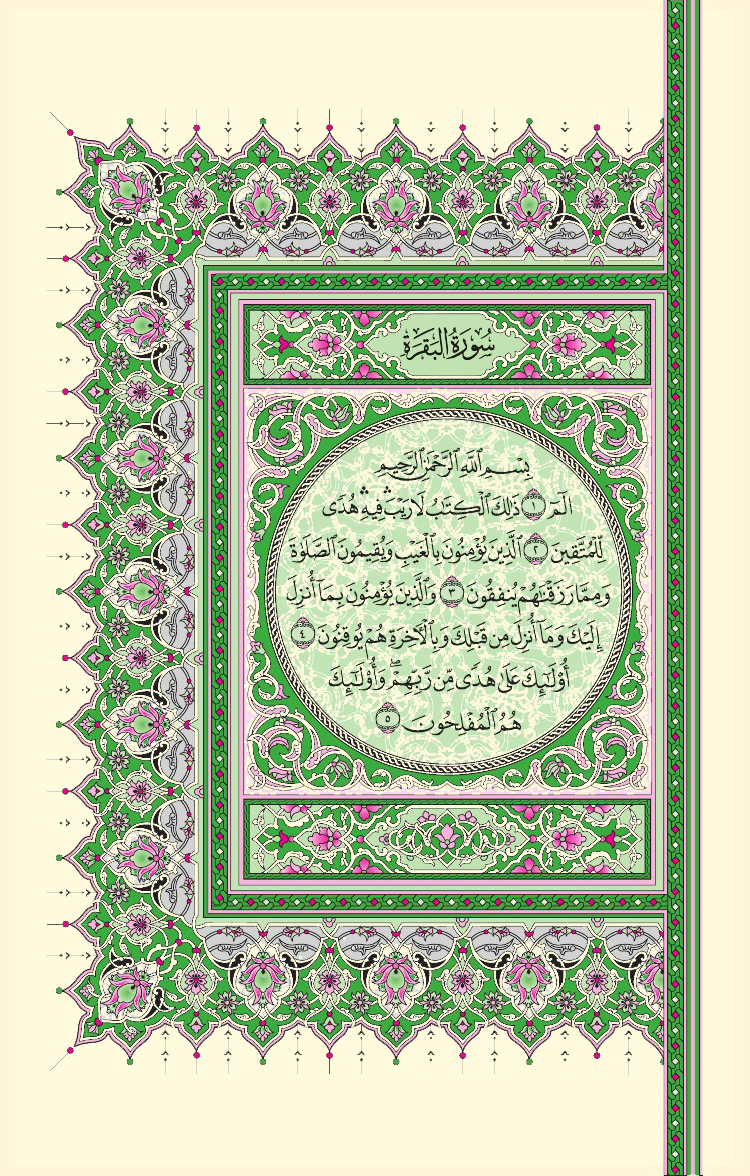 سُورَةُ البَقَرَةِ
بِسْمِ ٱللَّهِ ٱلرَّحْمَٰنِ ٱلرَّحِيمِ
الٓمٓ ۝١ ذَٰلِكَ ٱلْكِتَٰبُ لَا رَيْبَ ۛ فِيهِ ۛ هُدًى
لِّلْمُتَّقِينَ ۝٢ ٱلَّذِينَ يُؤْمِنُونَ بِٱلْغَيْبِ وَيُقِيمُونَ ٱلصَّلَوٰةَ
وَمِمَّا رَزَقْنَٰهُمْ يُنفِقُونَ ۝٣ وَٱلَّذِينَ يُؤْمِنُونَ بِمَآ أُنزِلَ
إِلَيْكَ وَمَآ أُنزِلَ مِن قَبْلِكَ وَبِٱلْأٓخِرَةِ هُمْ يُوقِنُونَ ۝٤
أُو۟لَٰٓئِكَ عَلَىٰ هُدًى مِّن رَّبِّهِمْ ۖ وَأُو۟لَٰٓئِكَ
هُمُ ٱلْمُفْلِحُونَ ۝٥